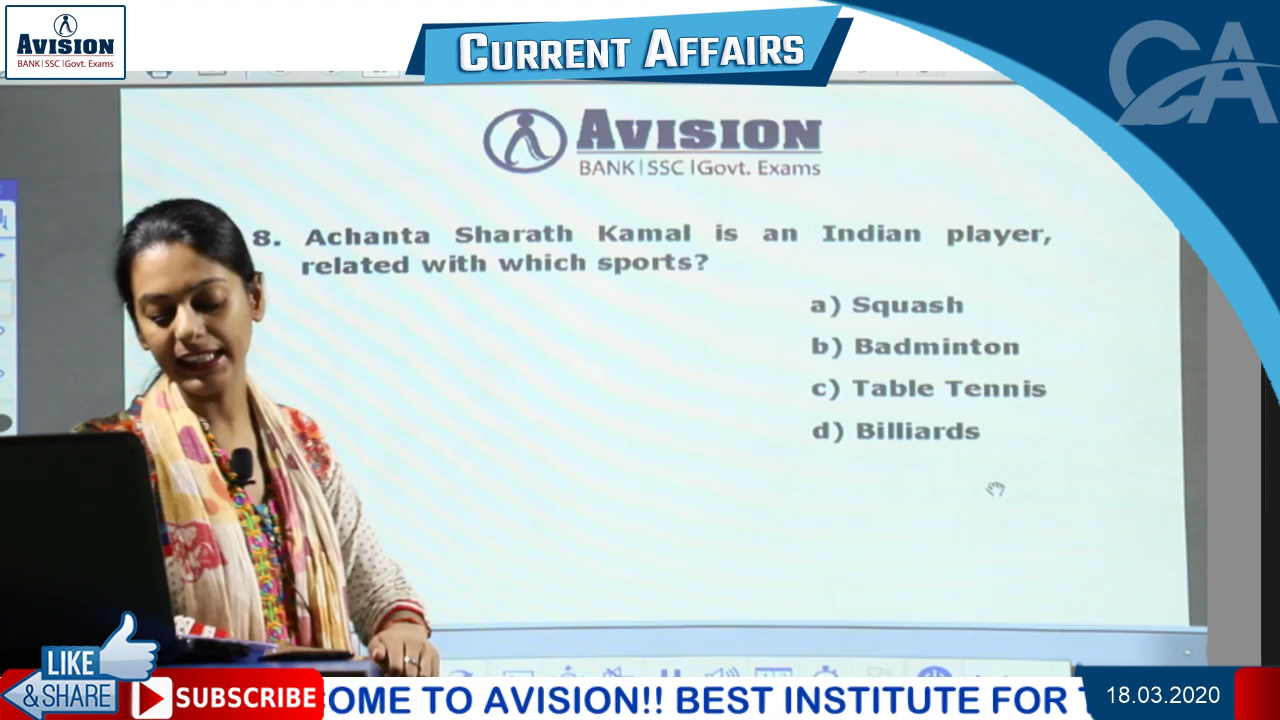 AVISION
BANK | SSC | Govt. Exams
CURRENT AFFAIRS
CA
AVISION
BANK | SSC | Govt. Exams
8. Achanta Sharath Kamal is an Indian player,
related with which sports?
a) Squash
b) Badminton
c) Table Tennis
d) Billiards
LIKE
& SHARE
SUBSCRIBE
OME TO AVISION!! BEST INSTITUTE FOR
18.03.2020